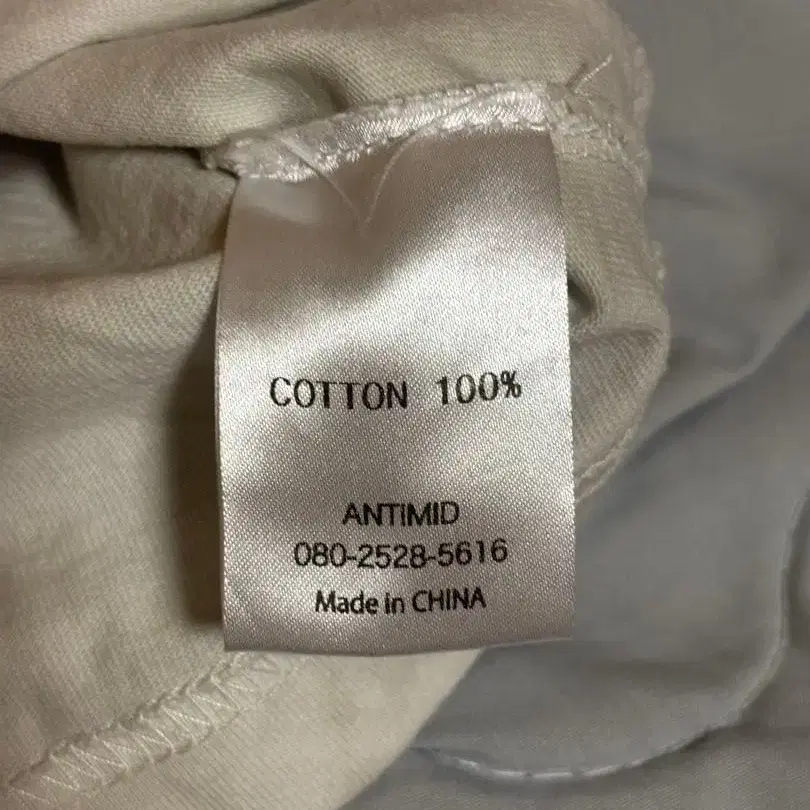 COTTON 100%
ANTIMID
080-2528-5616
Made in CHINA